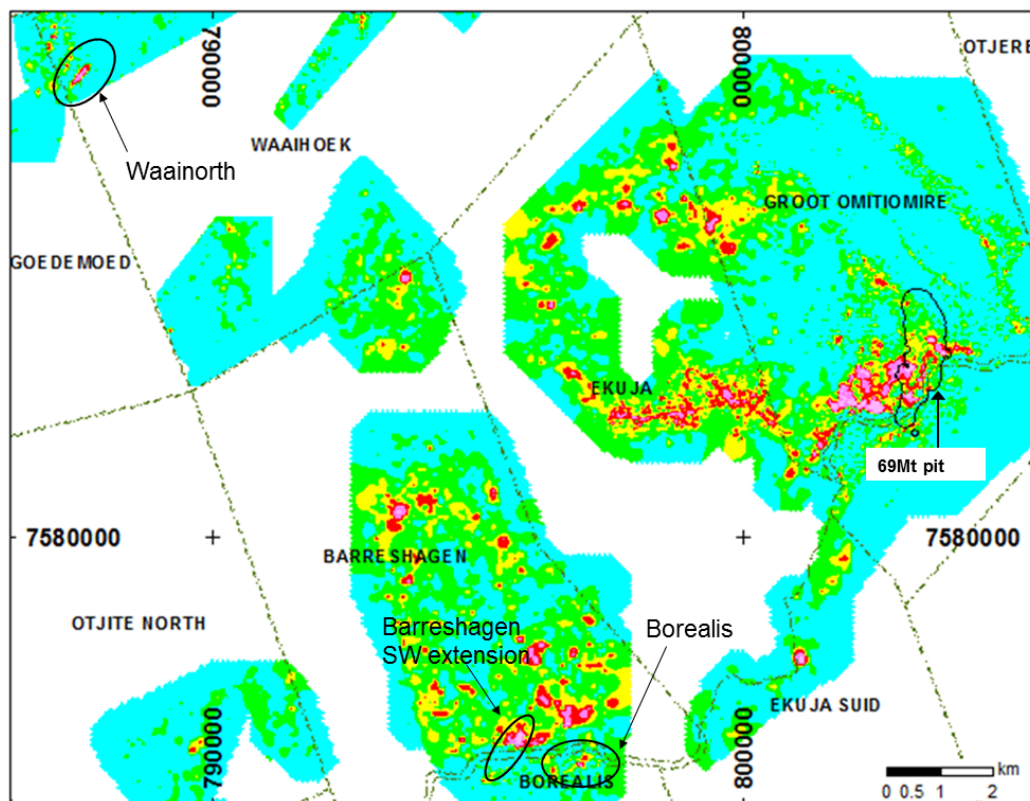 790000
800000
OTJERE
WAAIHOEK
Waainorth
GROOT OMITIOMIRE
GOEDEMOED
EKUJA
69Mt pit
7580000
7580000
BARRESHAGEN
OTJITE NORTH
Barreshagen
SW extension
Borealis
EKUJA SUID
790000
800000
BOREALIS
km
0 0.5 1 2